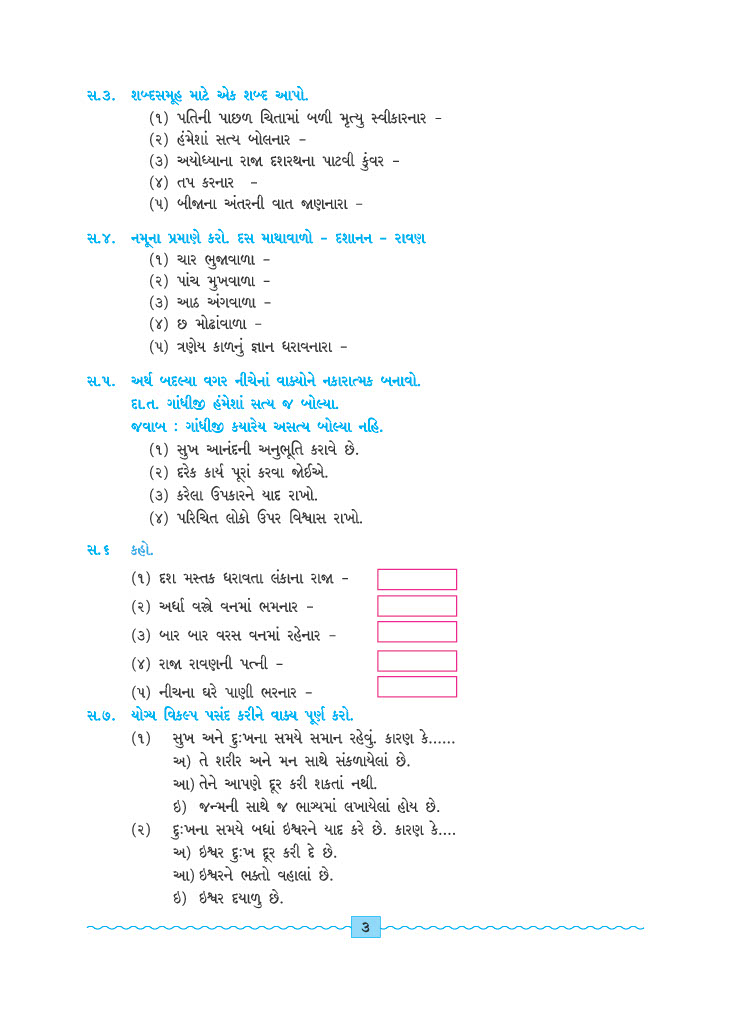 સ.૩. શબ્દસમૂહ માટે એક શબ્દ આપો.
(૧) પતિની પાછળ ચિતામાં બળી મૃત્યુ સ્વીકારનાર –
(૨) હંમેશાં સત્ય બોલનાર –
(૩) અયોધ્યાના રાજા દશરથના પાટવી કુંવર –
(૪) તપ કરનાર –
(૫) બીજાના અંતરની વાત જાણનારા –
સ.૪. નમૂના પ્રમાણે કરો. દસ માથાવાળો – દશાનન – રાવણ
(૧) ચાર ભુજાવાળા –
(૨) પાંચ મુખવાળા –
(૩) આઠ અંગવાળા –
(૪) છ મોઢાંવાળા –
(૫) ત્રણેય કાળનું જ્ઞાન ધરાવનારા –
સ.૫. અર્થ બદલ્યા વગર નીચેનાં વાક્યોને નકારાત્મક બનાવો.
દા.ત. ગાંધીજી હંમેશાં સત્ય જ બોલ્યા.
જવાબ : ગાંધીજી કયારેય અસત્ય બોલ્યા નહિ.
(૧) સુખ આનંદની અનુભૂતિ કરાવે છે.
(૨) દરેક કાર્ય પૂરાં કરવા જોઈએ.
(૩) કરેલા ઉપકારને યાદ રાખો.
(૪) પરિચિત લોકો ઉપર વિશ્વાસ રાખો.
સ.૬ કહો.
(૧) દશ મસ્તક ધરાવતા લંકાના રાજા –
(૨) અર્ધા વસ્ત્રે વનમાં ભમનાર –
(૩) બાર બાર વરસ વનમાં રહેનાર –
(૪) રાજા રાવણની પત્ની –
(૫) નીચના ઘરે પાણી ભરનાર –
સ.૭. યોગ્ય વિકલ્પ પસંદ કરીને વાક્ય પૂર્ણ કરો.
(૧) સુખ અને દુઃખના સમયે સમાન રહેવું. કારણ કે......
અ) તે શરીર અને મન સાથે સંકળાયેલાં છે.
આ) તેને આપણે દૂર કરી શકતાં નથી.
ઇ) જન્મની સાથે જ ભાગ્યમાં લખાયેલાં હોય છે.
(૨) દુઃખના સમયે બધાં ઇશ્વરને યાદ કરે છે. કારણ કે....
અ) ઇશ્વર દુઃખ દૂર કરી દે છે.
આ) ઇશ્વરને ભક્તો વહાલાં છે.
ઇ) ઇશ્વર દયાળુ છે.
૩